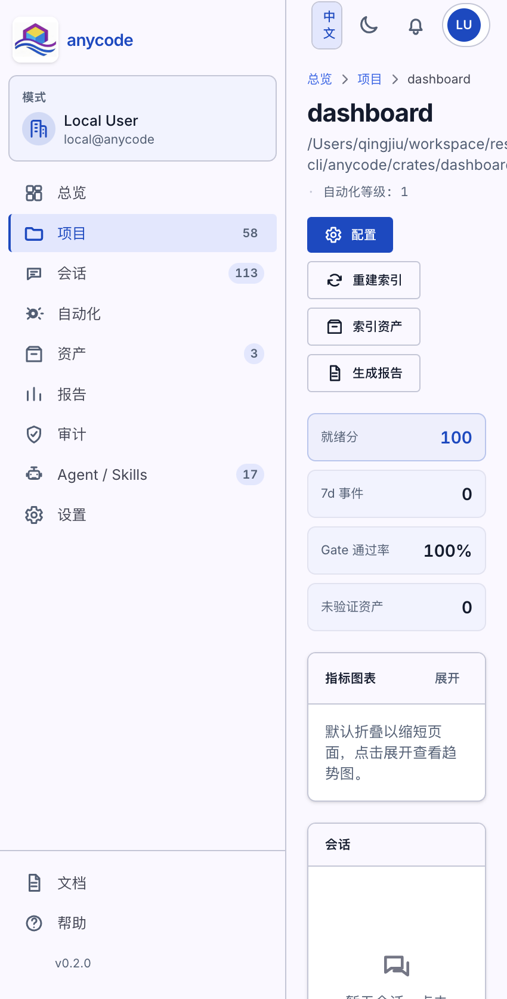 anycode
模式
Local User
local@anycode
总览
项目 58
会话 113
自动化
资产 3
报告
审计
Agent / Skills 17
设置
文档
帮助
v0.2.0
中
文
LU
总览 > 项目 > dashboard
dashboard
/Users/qingjiu/workspace/res
cli/anycode/crates/dashboard
· 自动化等级: 1
配置
重建索引
索引资产
生成报告
就绪分 100
7d 事件 0
Gate 通过率 100%
未验证资产 0
指标图表 展开
默认折叠以缩短页
面，点击展开查看趋
势图。
会话